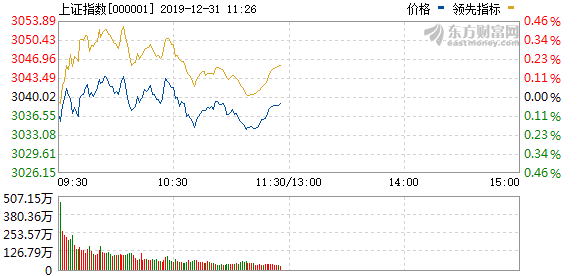 上证指数[000001] 2019-12-31 11:26 价格 领先指标
3053.89 0.46%
3050.43 0.34%
3046.96 0.23%
3043.49 0.11%
3040.02 0.00%
3036.55 0.11%
3033.08 0.23%
3029.61 0.34%
3026.15 0.46%
东方财富网
eastmoney.com
09:30 10:30 11:30/13:00 14:00 15:00
507.15万
380.36万
253.57万
126.79万
0